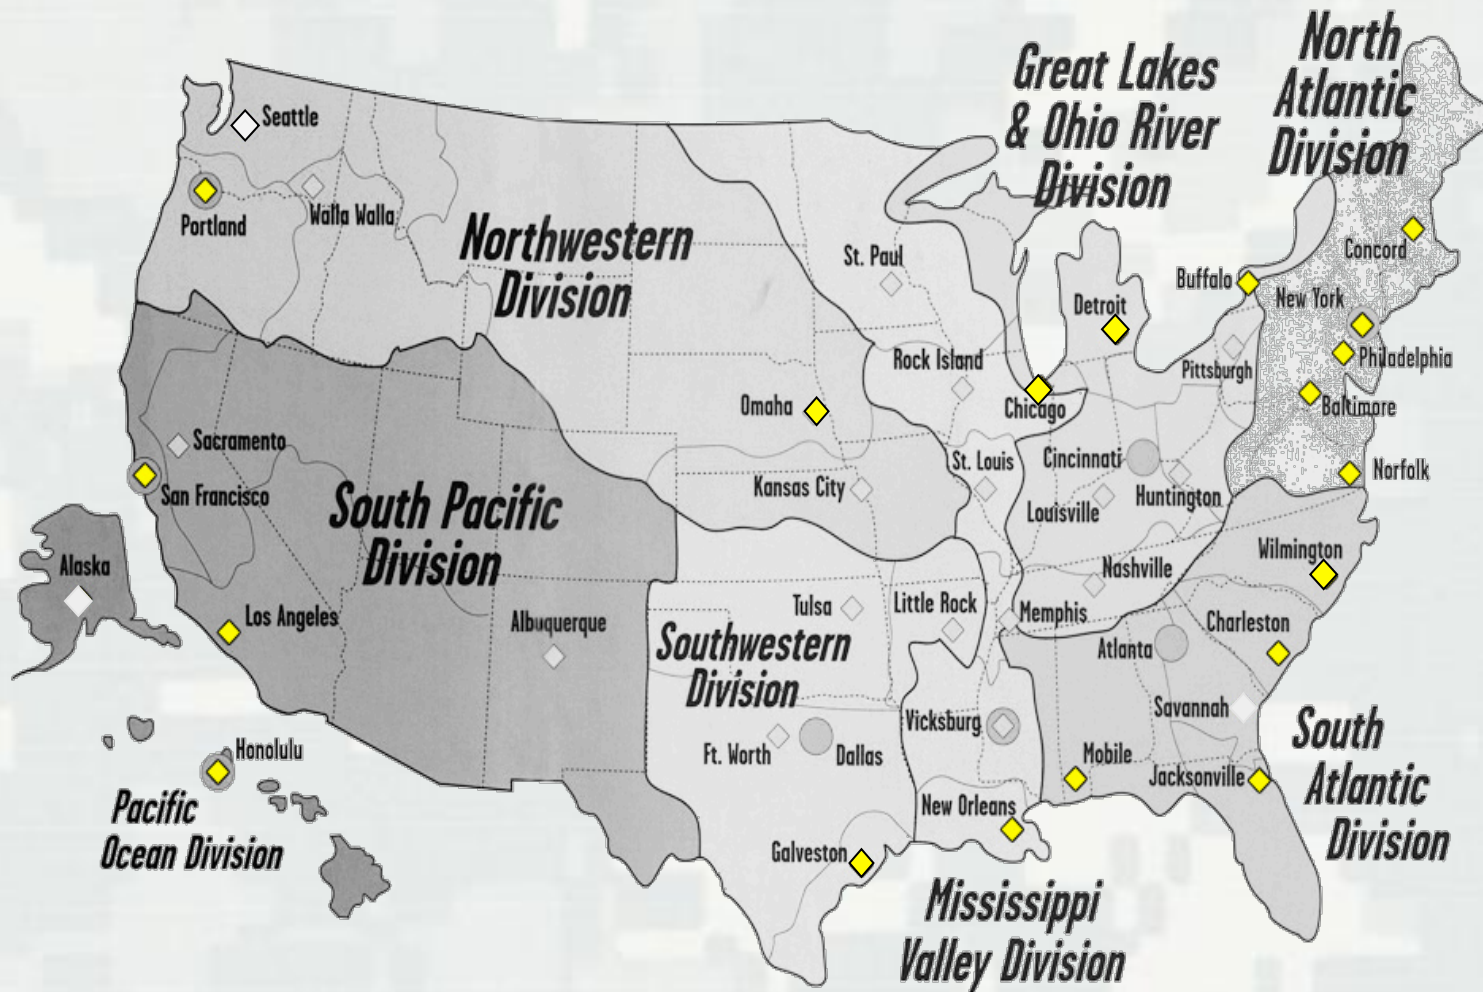 North
Atlantic
Division
Great Lakes
& Ohio River
Division
Seattle
Portland
Walla Walla
Northwestern
Division
St. Paul
Buffalo
Concord
New York
Detroit
Philadelphia
Pittsburgh
Rock Island
Chicago
Baltimore
Omaha
Sacramento
San Francisco
St. Louis
Cincinnati
Norfolk
Kansas City
Louisville
Huntington
South Pacific
Division
Alaska
Wilmington
Nashville
Los Angeles
Albuquerque
Tulsa
Little Rock
Memphis
Charleston
Atlanta
Southwestern
Division
Savannah
Vicksburg
South
Atlantic
Division
Honolulu
Ft. Worth
Dallas
Mobile
Jacksonville
Pacific
Ocean Division
New Orleans
Galveston
Mississippi
Valley Division